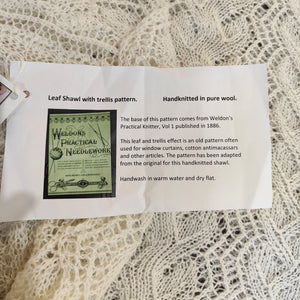 Leaf Shawl with trellis pattern. Handknitted in pure wool.
WELDON'S
PRACTICAL
NEEDLEWORK
The base of this pattern comes from Weldon`s
Practical Knitter, Vol 1 published in 1886.
This leaf and trellis effect is an old pattern often
used for window curtains, cotton antimacassars
and other articles. The pattern has been adapted
from the original for this handknitted shawl.
Handwash in warm water and dry flat.